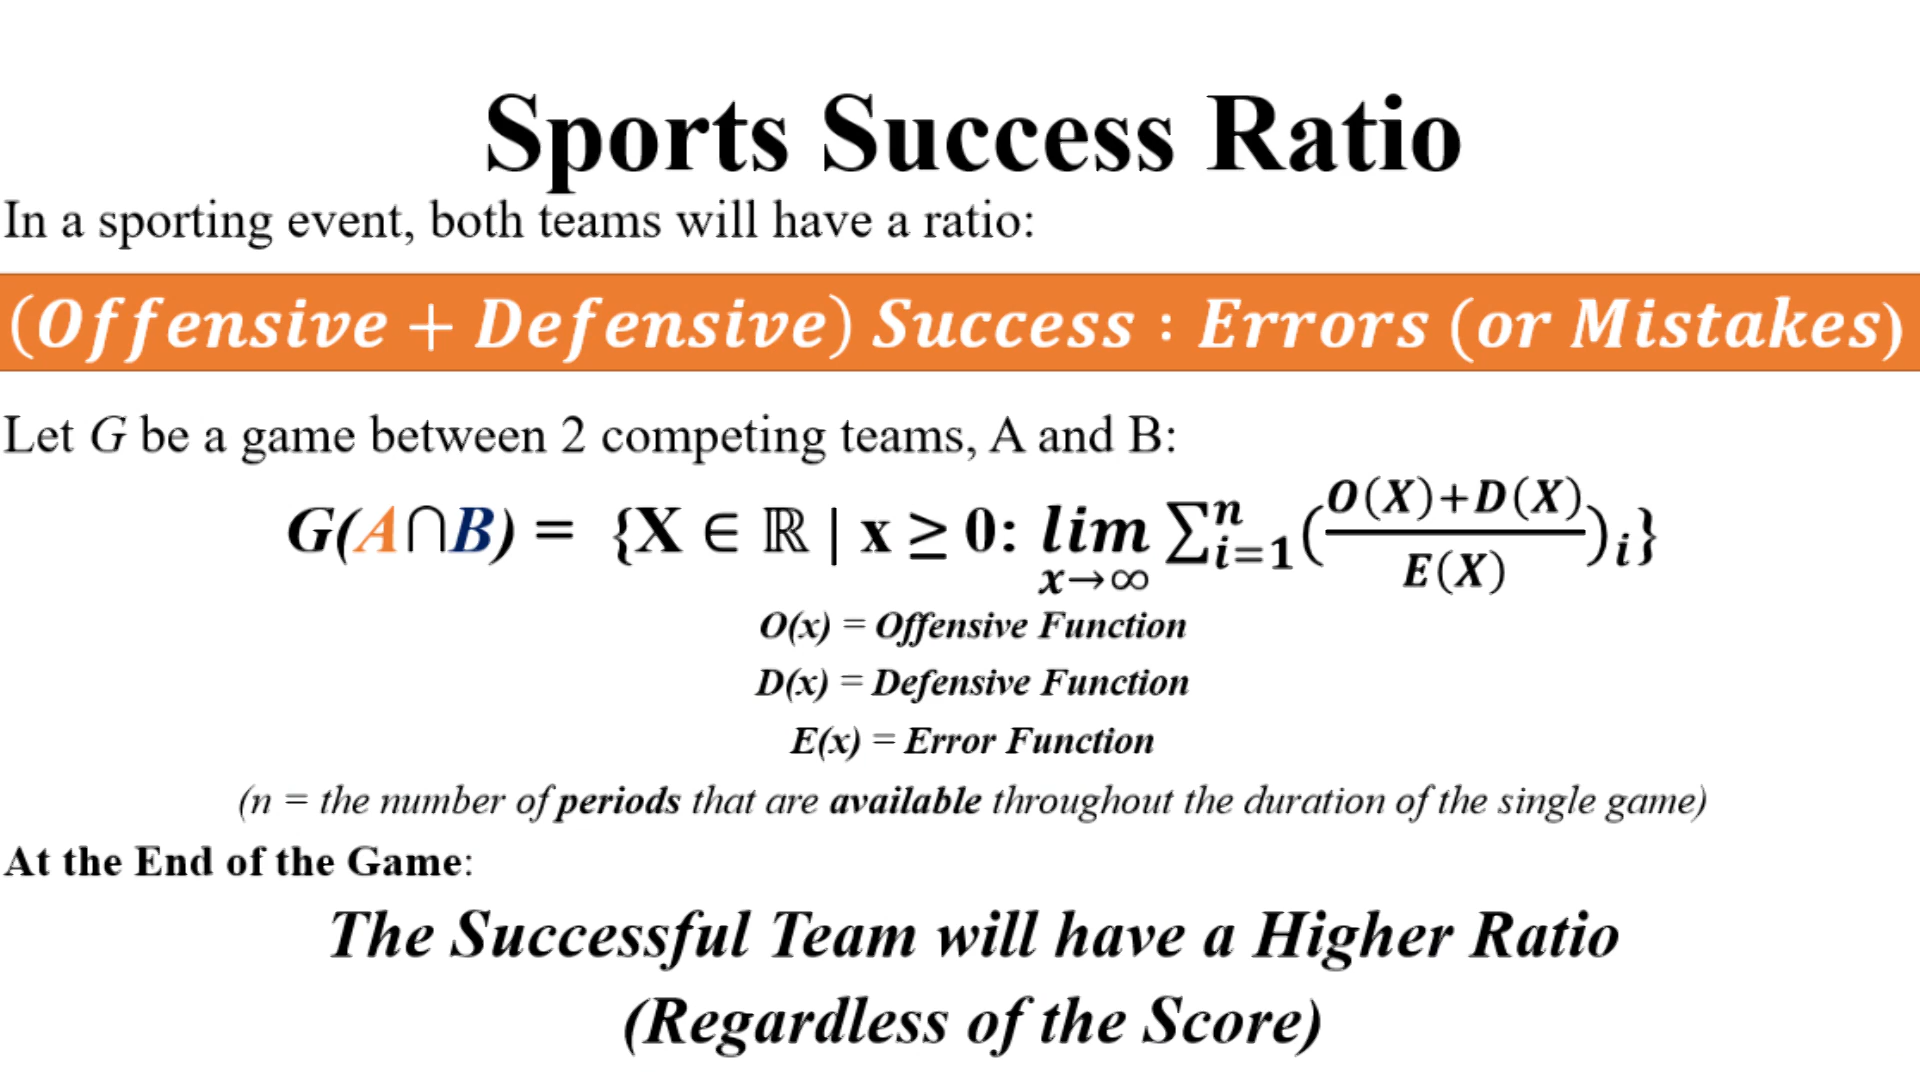 Sports Success Ratio
In a sporting event, both teams will have a ratio:
(Offensive + Defensive) Success : Errors (or Mistakes)
Let G be a game between 2 competing teams, A and B:
G(A∩B) = {X ∈ ℝ | x ≥ 0: lim x→∞ ∑ⁿᵢ₌₁ ((O(X)+D(X))/E(X))ᵢ}
O(x) = Offensive Function
D(x) = Defensive Function
E(x) = Error Function
(n = the number of periods that are available throughout the duration of the single game)
At the End of the Game:
The Successful Team will have a Higher Ratio
(Regardless of the Score)